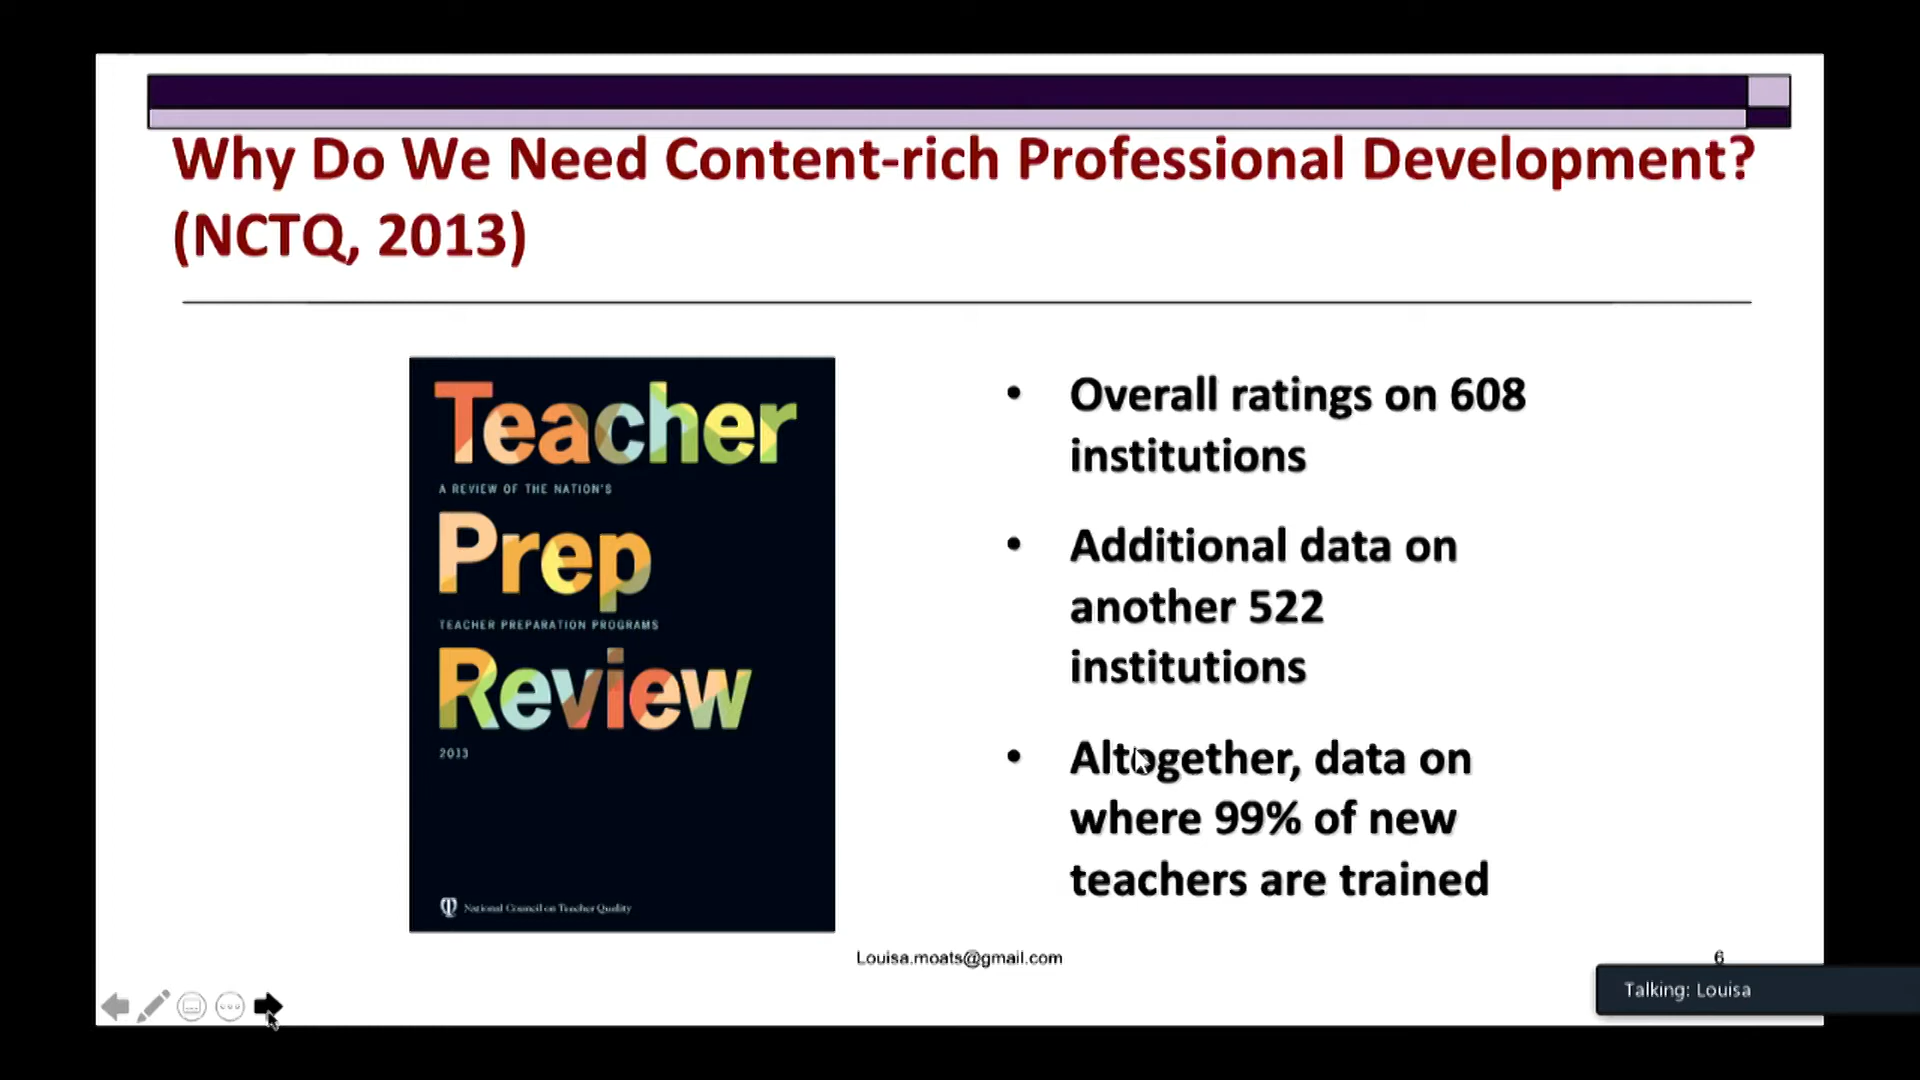 Why Do We Need Content-rich Professional Development?
(NCTQ, 2013)
Teacher
A REVIEW OF THE NATION'S
Prep
TEACHER PREPARATION PROGRAMS
Review
2013
National Council on Teacher Quality
• Overall ratings on 608
institutions
• Additional data on
another 522
institutions
• Altogether, data on
where 99% of new
teachers are trained
Louisa.moats@gmail.com
6
Talking: Louisa